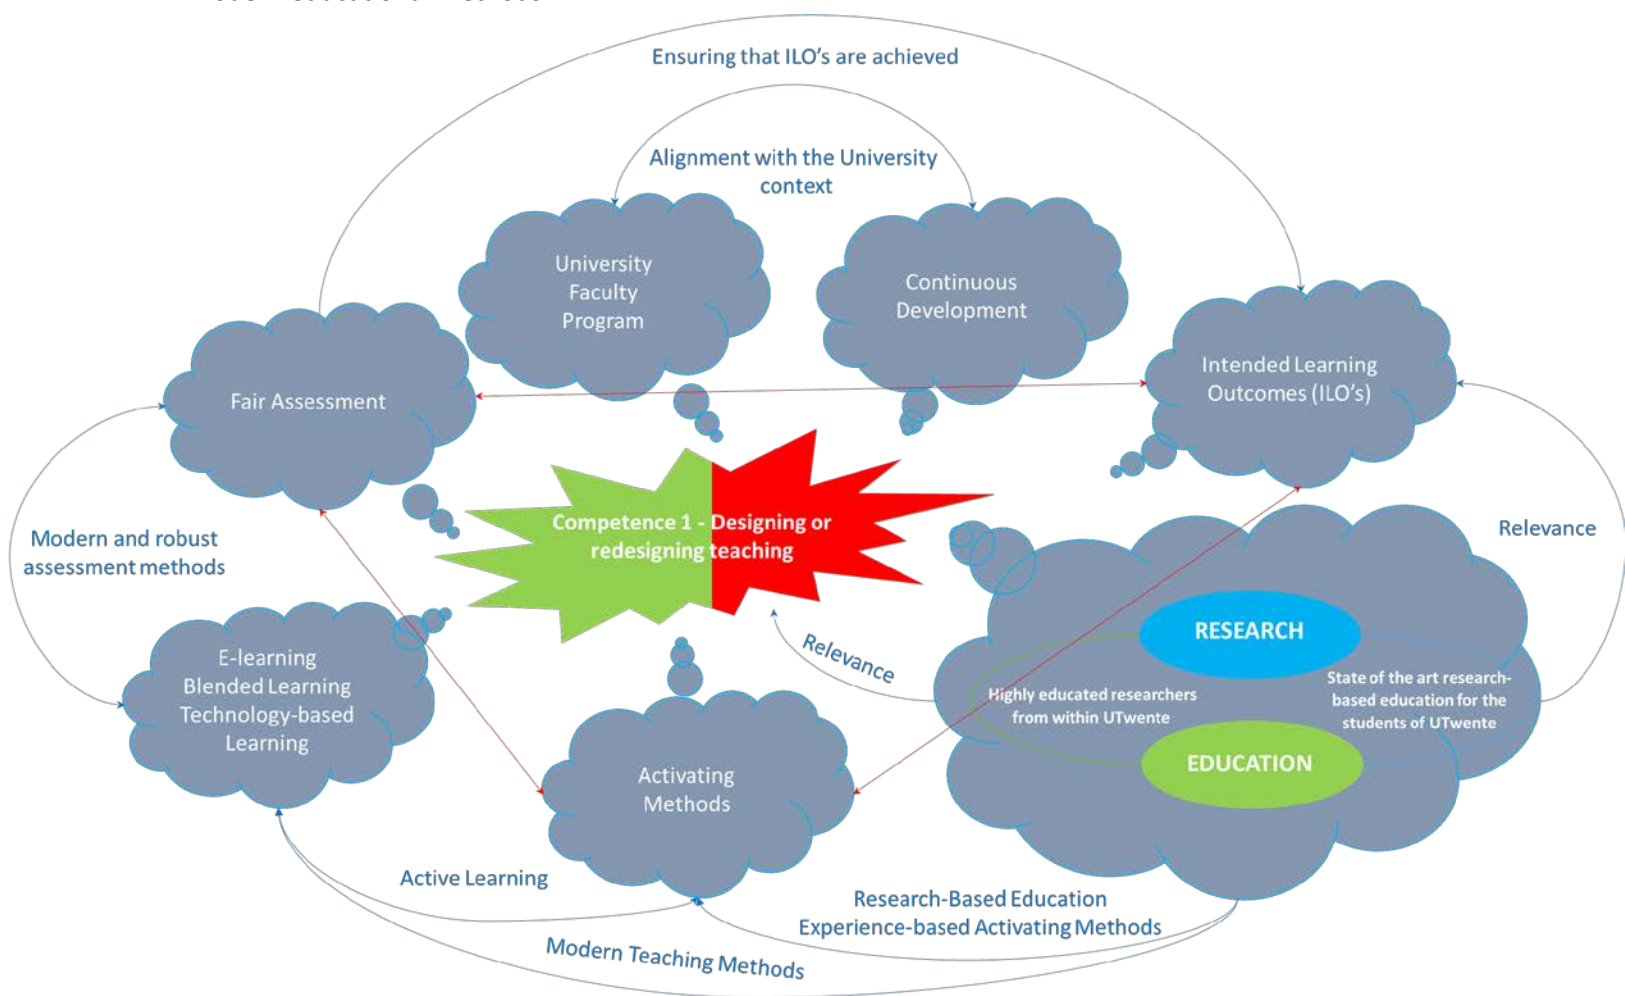 Ensuring that ILO's are achieved
Alignment with the University
context
University
Faculty
Program
Continuous
Development
Intended Learning
Outcomes (ILO's)
Fair Assessment
Competence 1 - Designing or
redesigning teaching
Modern and robust
assessment methods
Relevance
RESEARCH
Relevance
Highly educated researchers
from within UTwente
State of the art research-
based education for the
students of UTwente
EDUCATION
E-learning
Blended Learning
Technology-based
Learning
Activating
Methods
Active Learning
Research-Based Education
Experience-based Activating Methods
Modern Teaching Methods